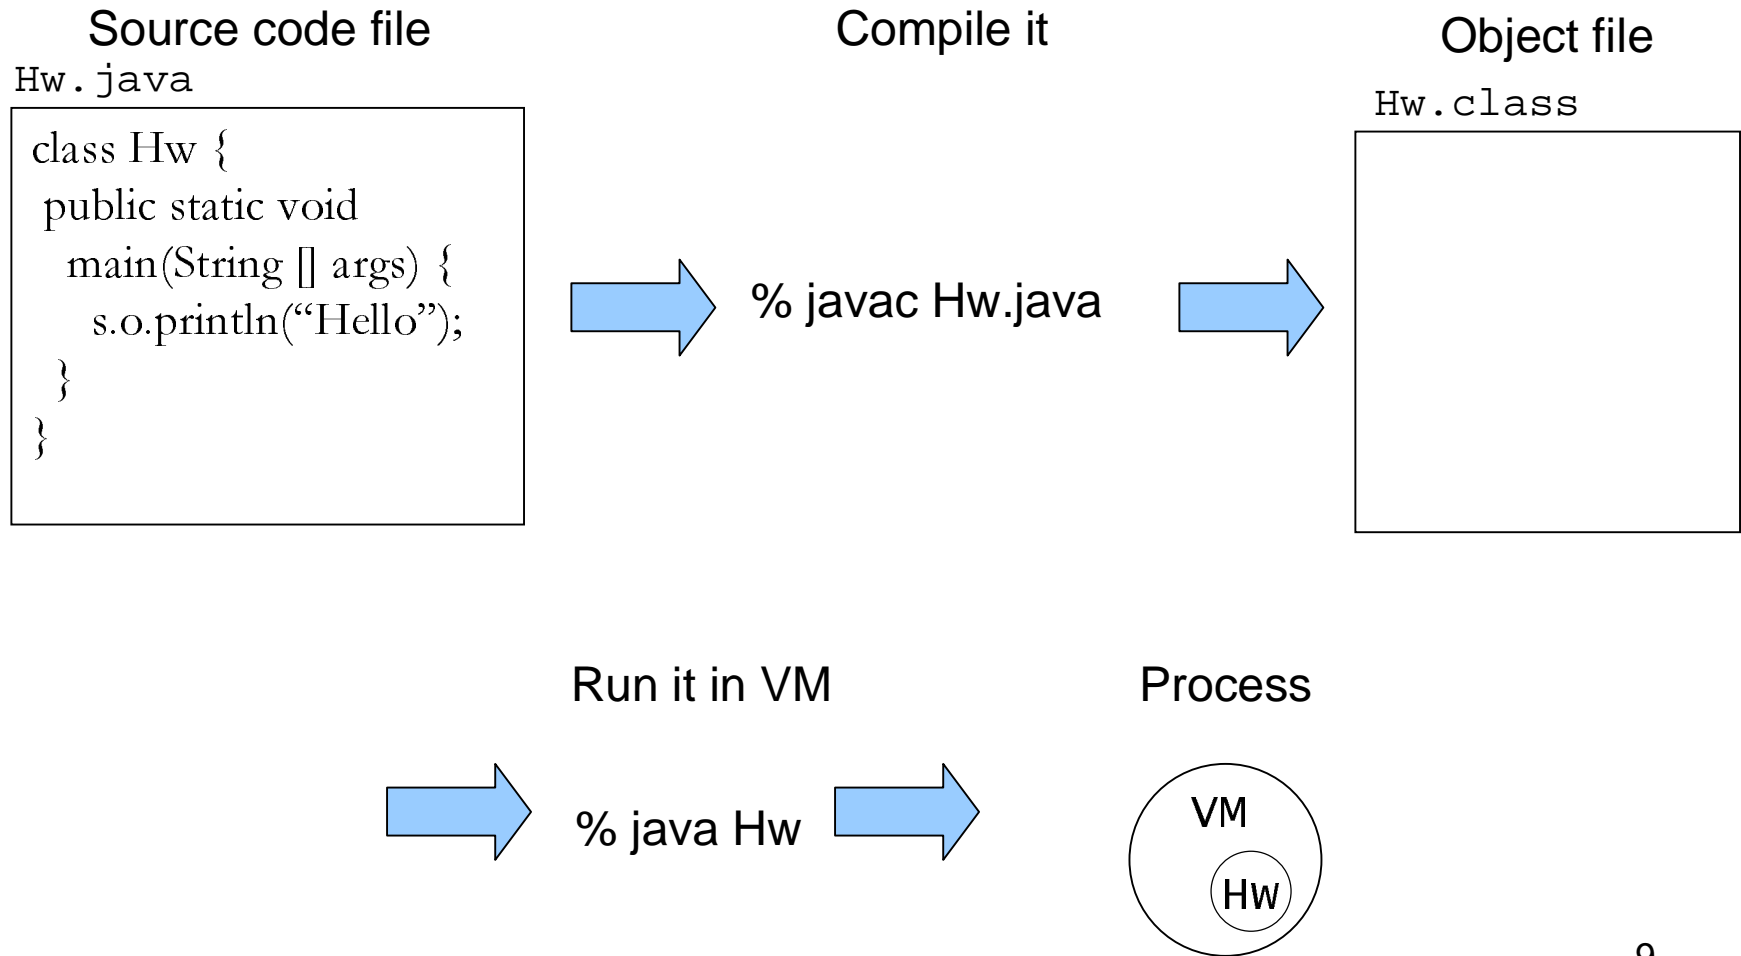 Source code file
Hw.java
class Hw {
public static void
main(String [] args) {
s.o.println(“Hello”);
}
}
Compile it
% javac Hw.java
Object file
Hw.class
Run it in VM
% java Hw
Process
VM
Hw
9